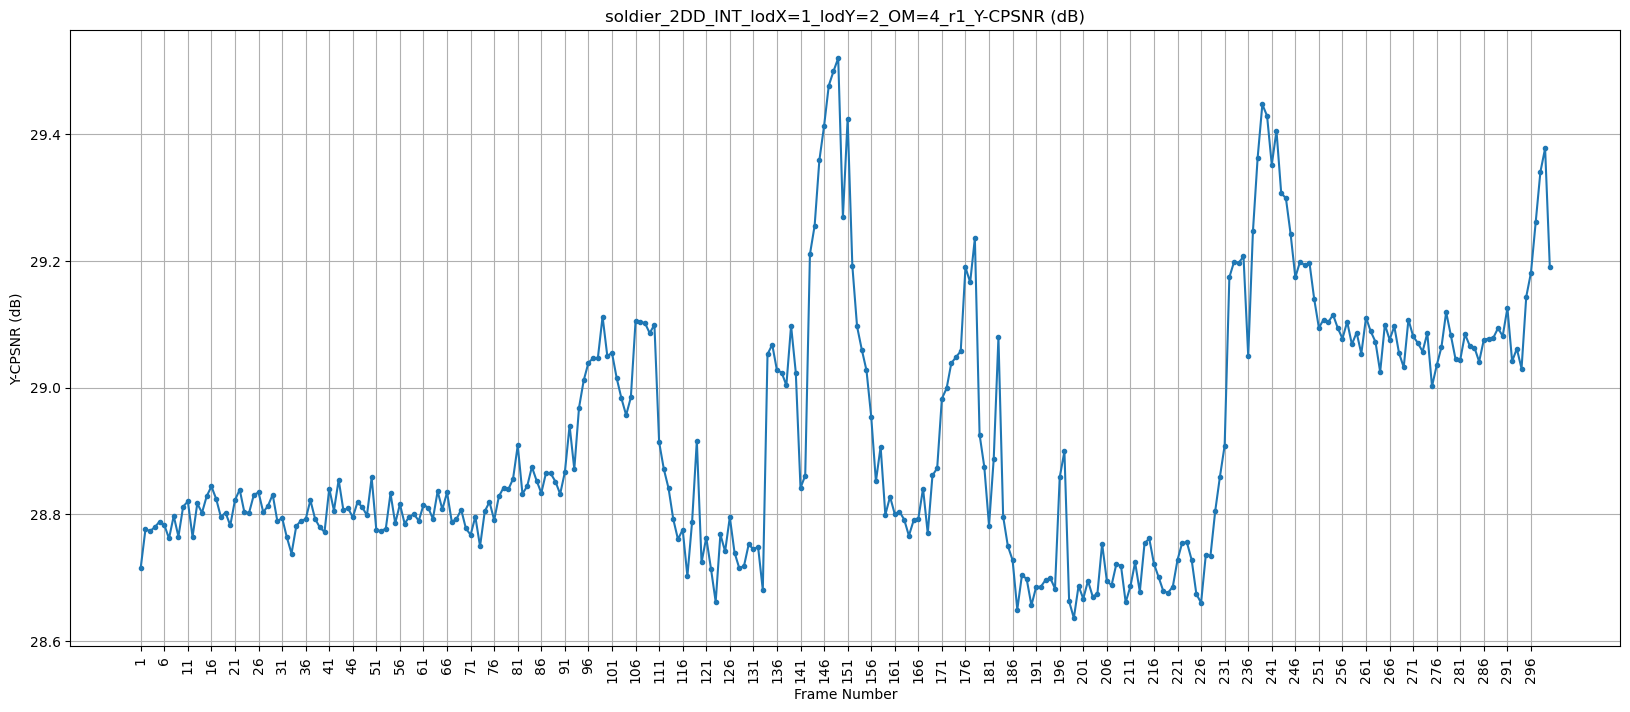 soldier_2DD_INT_lodX=1_lodY=2_OM=4_r1_Y-CPSNR (dB)
Y-CPSNR (dB)
29.4
29.2
29.0
28.8
28.6
1 6 11 16 21 26 31 36 41 46 51 56 61 66 71 76 81 86 91 96 101 106 111 116 121 126 131 136 141 146 151 156 161 166 171 176 181 186 191 196 201 206 211 216 221 226 231 236 241 246 251 256 261 266 271 276 281 286 291 296
Frame Number